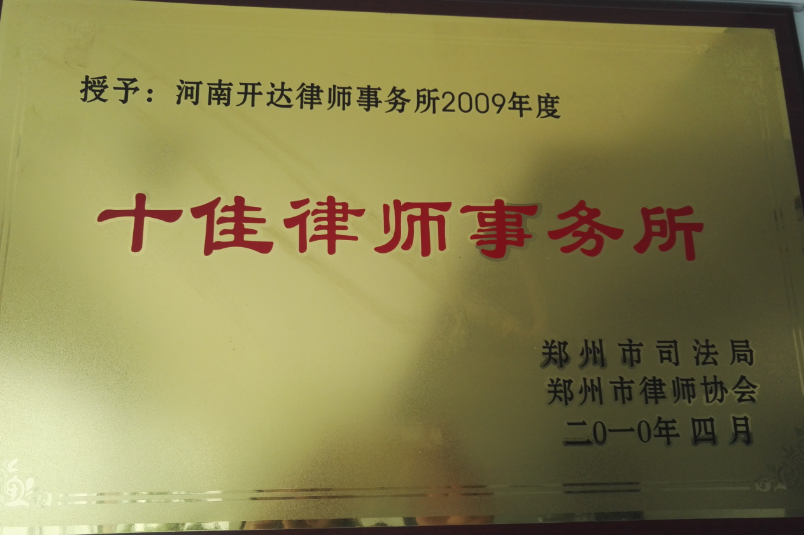 授予：河南开达律师事务所2009年度
十佳律师事务所
郑州市司法局
郑州市律师协会
二0一0年四月